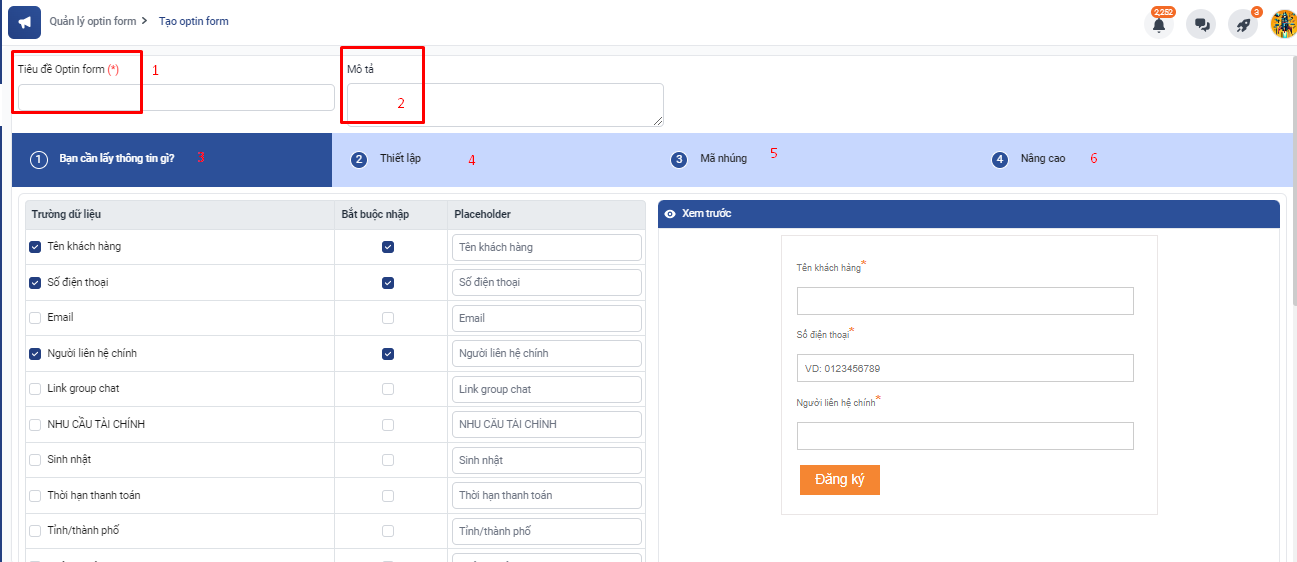 Quản lý optin form > Tạo optin form
2,252
3
Tiêu đề Optin form (*) 1
Mô tả
2
1 Bạn cần lấy thông tin gì? 3
2 Thiết lập 4
3 Mã nhúng 5
4 Nâng cao 6
Trường dữ liệu Bắt buộc nhập Placeholder
Tên khách hàng Tên khách hàng
Số điện thoại Số điện thoại
Email Email
Người liên hệ chính Người liên hệ chính
Link group chat Link group chat
NHU CẦU TÀI CHÍNH NHU CẦU TÀI CHÍNH
Sinh nhật Sinh nhật
Thời hạn thanh toán Thời hạn thanh toán
Tỉnh/thành phố Tỉnh/thành phố
Xem trước
Tên khách hàng*
Số điện thoại*
VD: 0123456789
Người liên hệ chính*
Đăng ký